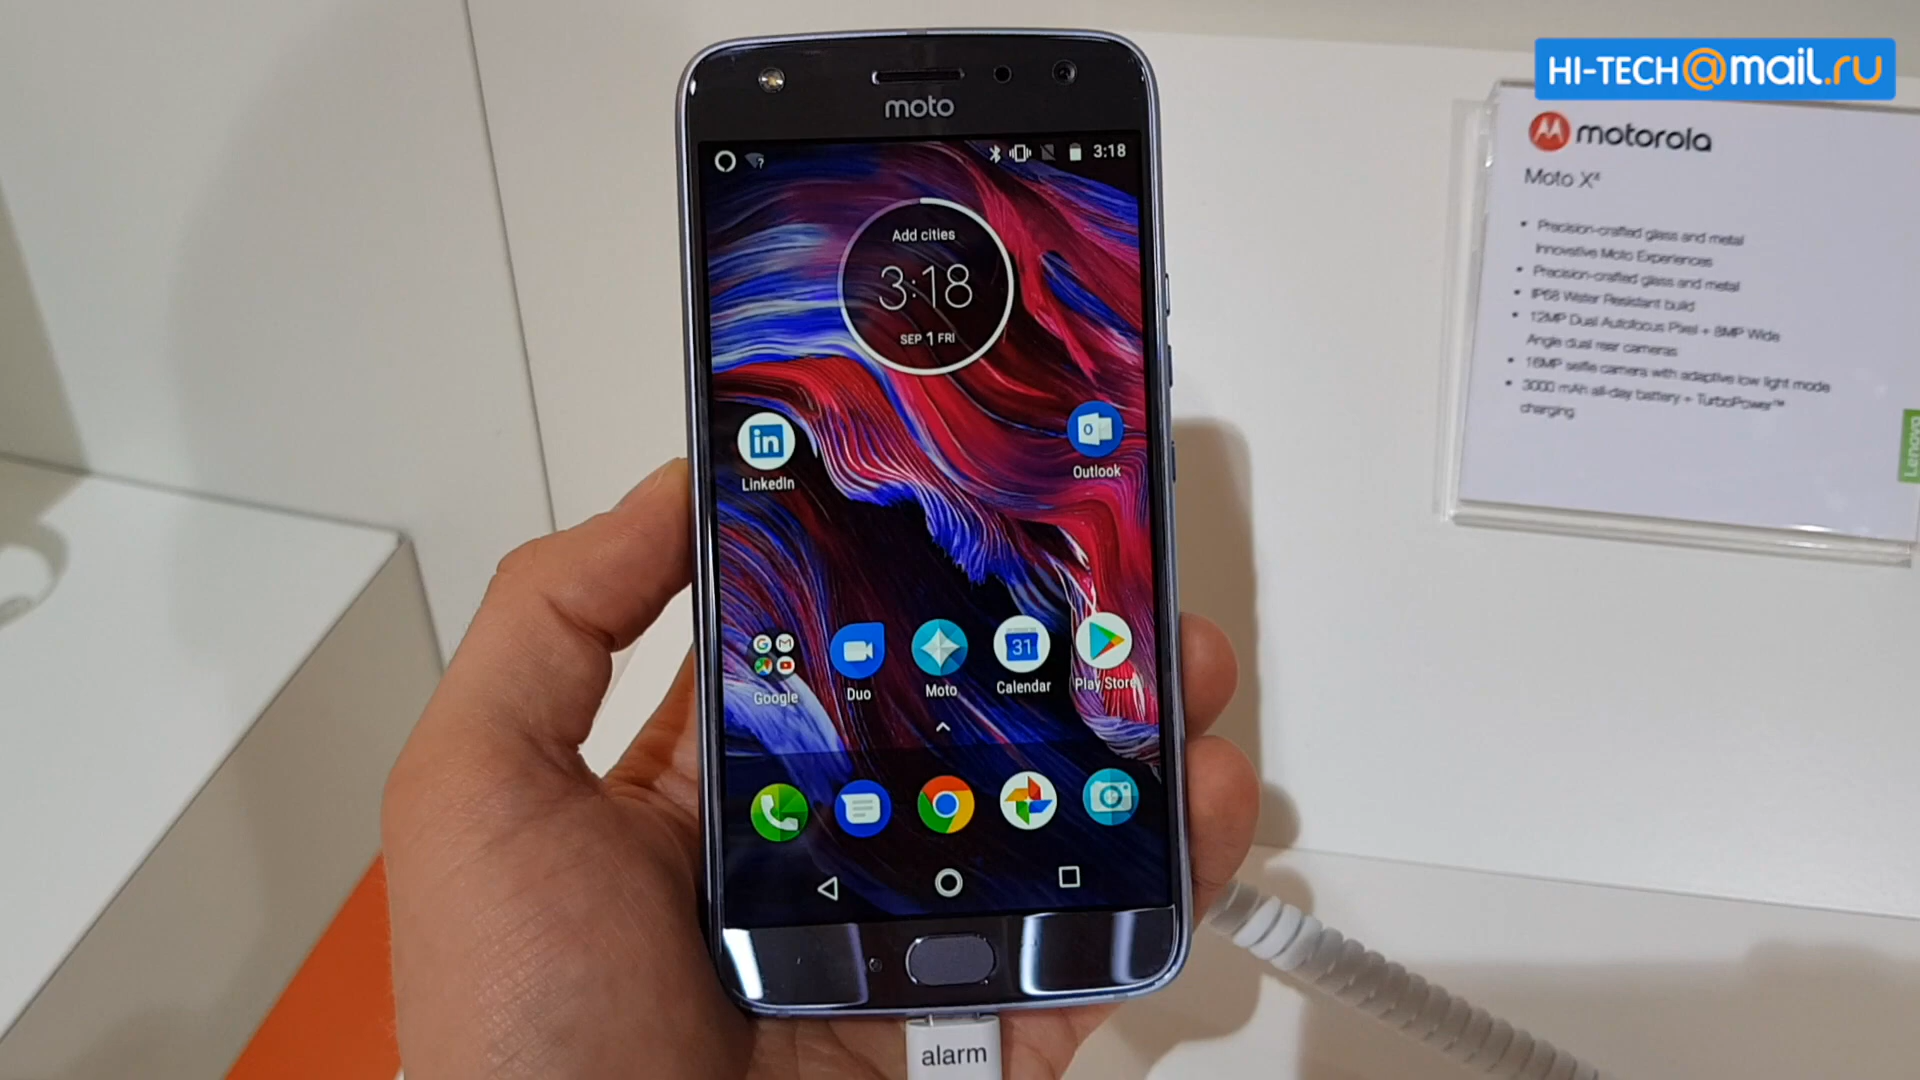 HI-TECH@mail.ru
moto
3:18
Add cities
3:18
SEP 1 FRI
LinkedIn
Outlook
Google
Duo
Moto
31
Calendar
Play Store
alarm
motorola
Moto X⁴
• Precision-crafted glass and metal
Innovative Moto Experiences
• Precision-crafted glass and metal
• IP68 Water Resistant build
• 12MP Dual Autofocus Pixel + 8MP Wide
Angle dual rear cameras
• 16MP selfie camera with adaptive low light mode
• 3000 mAh all-day battery + TurboPower™
charging
Lenovo